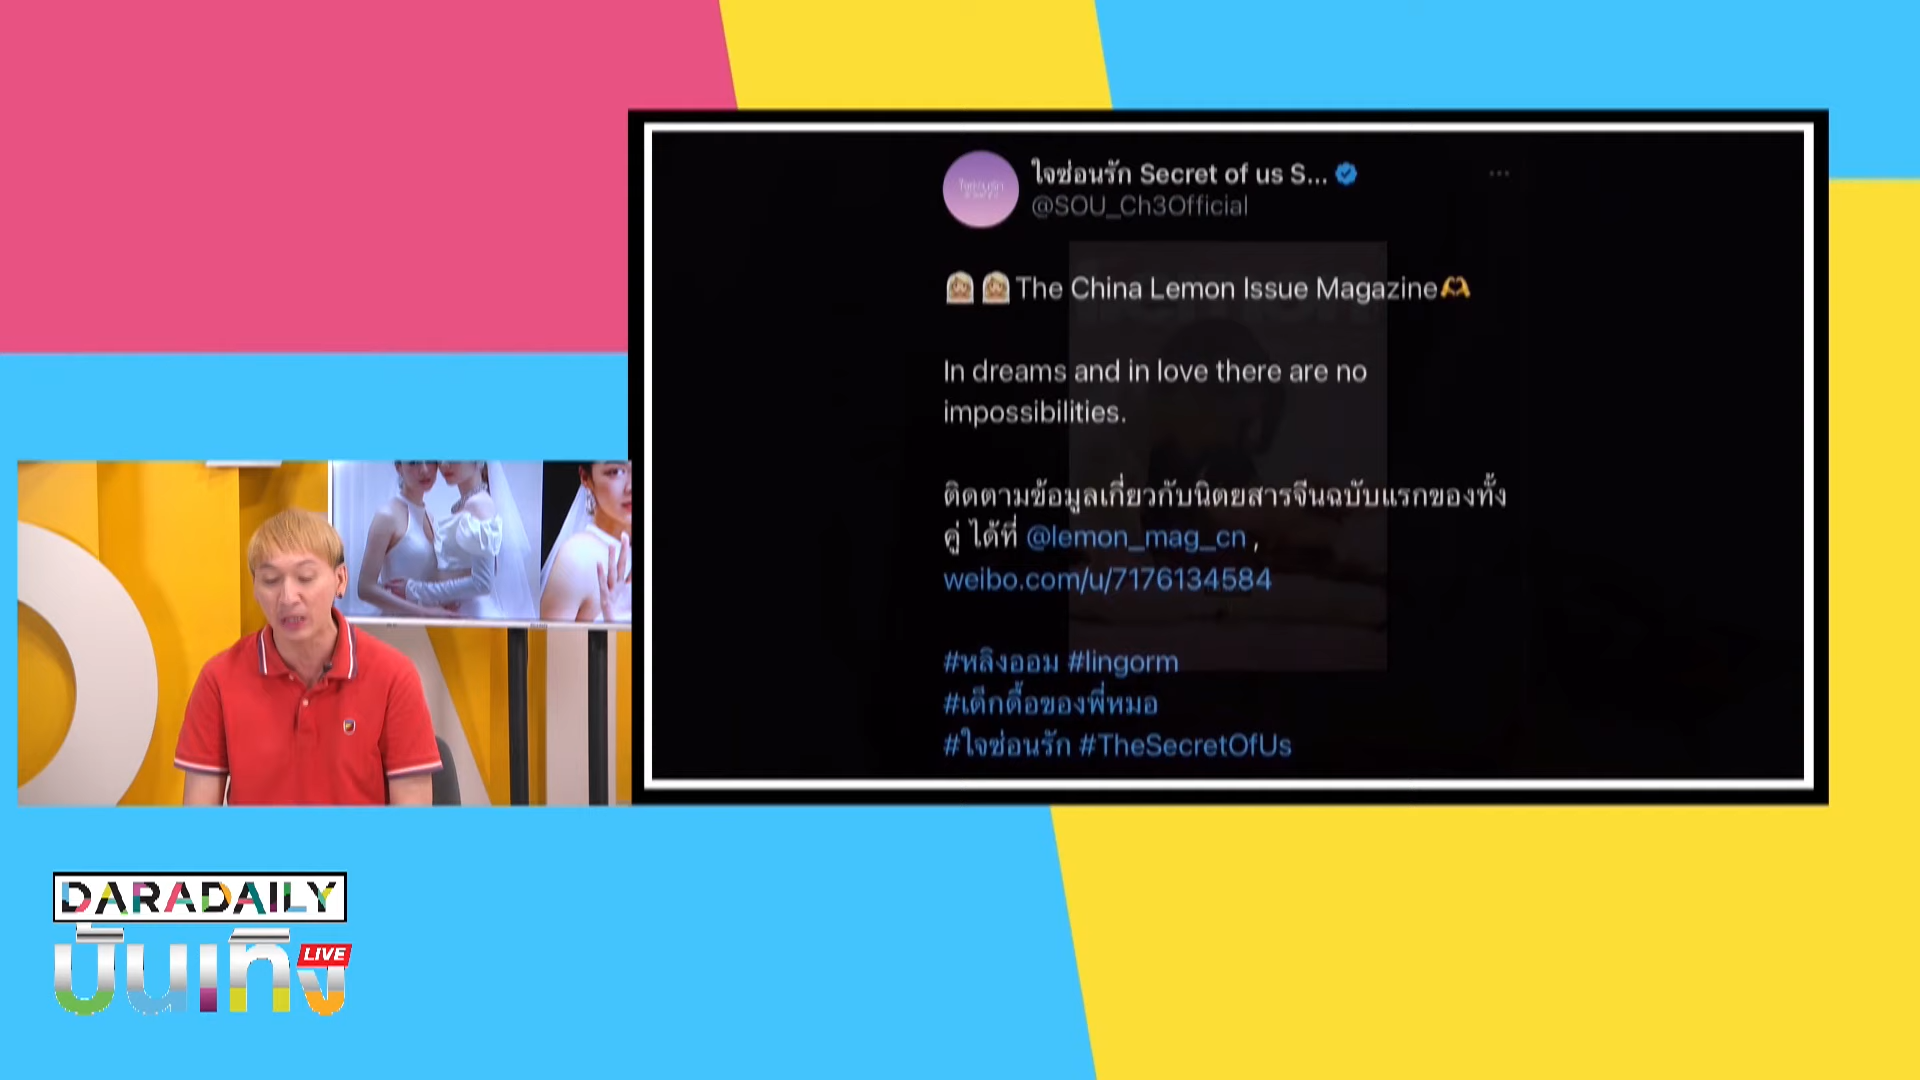 ใจซ่อนรัก Secret of us S...
@SOU_Ch3Official
👰🏼👰🏼The China Lemon Issue Magazine🫶
In dreams and in love there are no
impossibilities.
ติดตามข้อมูลเกี่ยวกับนิตยสารจีนฉบับแรกของทั้ง
คู่ ได้ที่ @lemon_mag_cn ,
weibo.com/u/7176134584
#หลิงออม #lingorm
#เด็กดื้อของพี่หมอ
#ใจซ่อนรัก #TheSecretOfUs
DARADAILY
บันเทิง LIVE